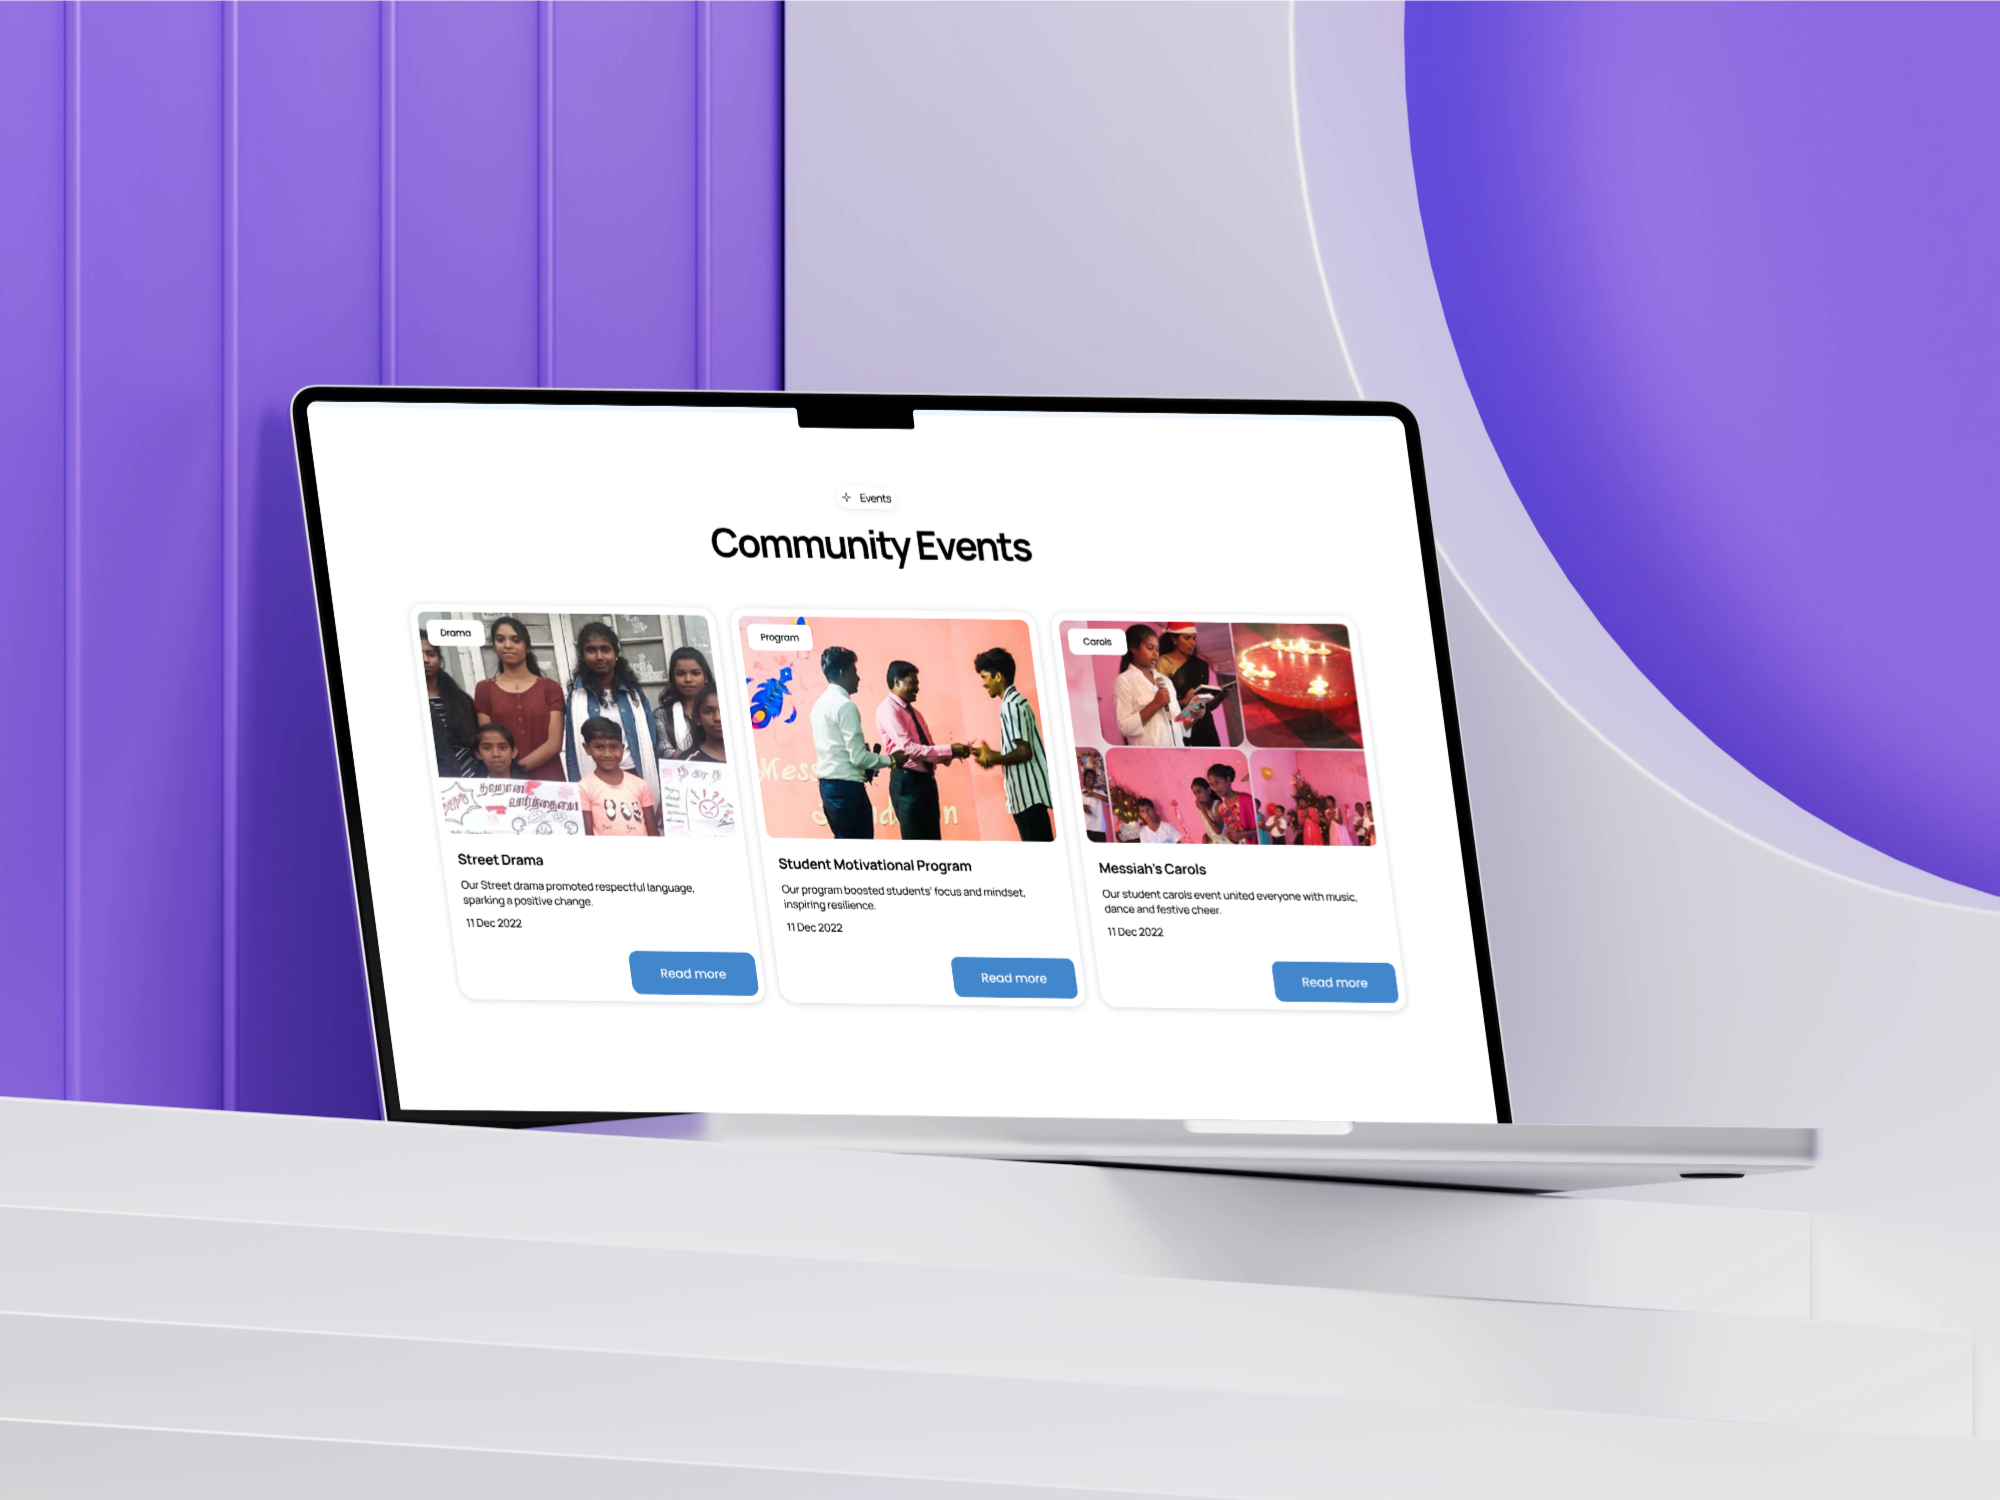 Events
Community Events
Drama
தவறான
வார்த்தையை
Street Drama
Our Street drama promoted respectful language,
sparking a positive change.
11 Dec 2022
Read more
Program
Mess
Student Motivational Program
Our program boosted students' focus and mindset,
inspiring resilience.
11 Dec 2022
Read more
Carols
Messiah's Carols
Our student carols event united everyone with music,
dance and festive cheer.
11 Dec 2022
Read more